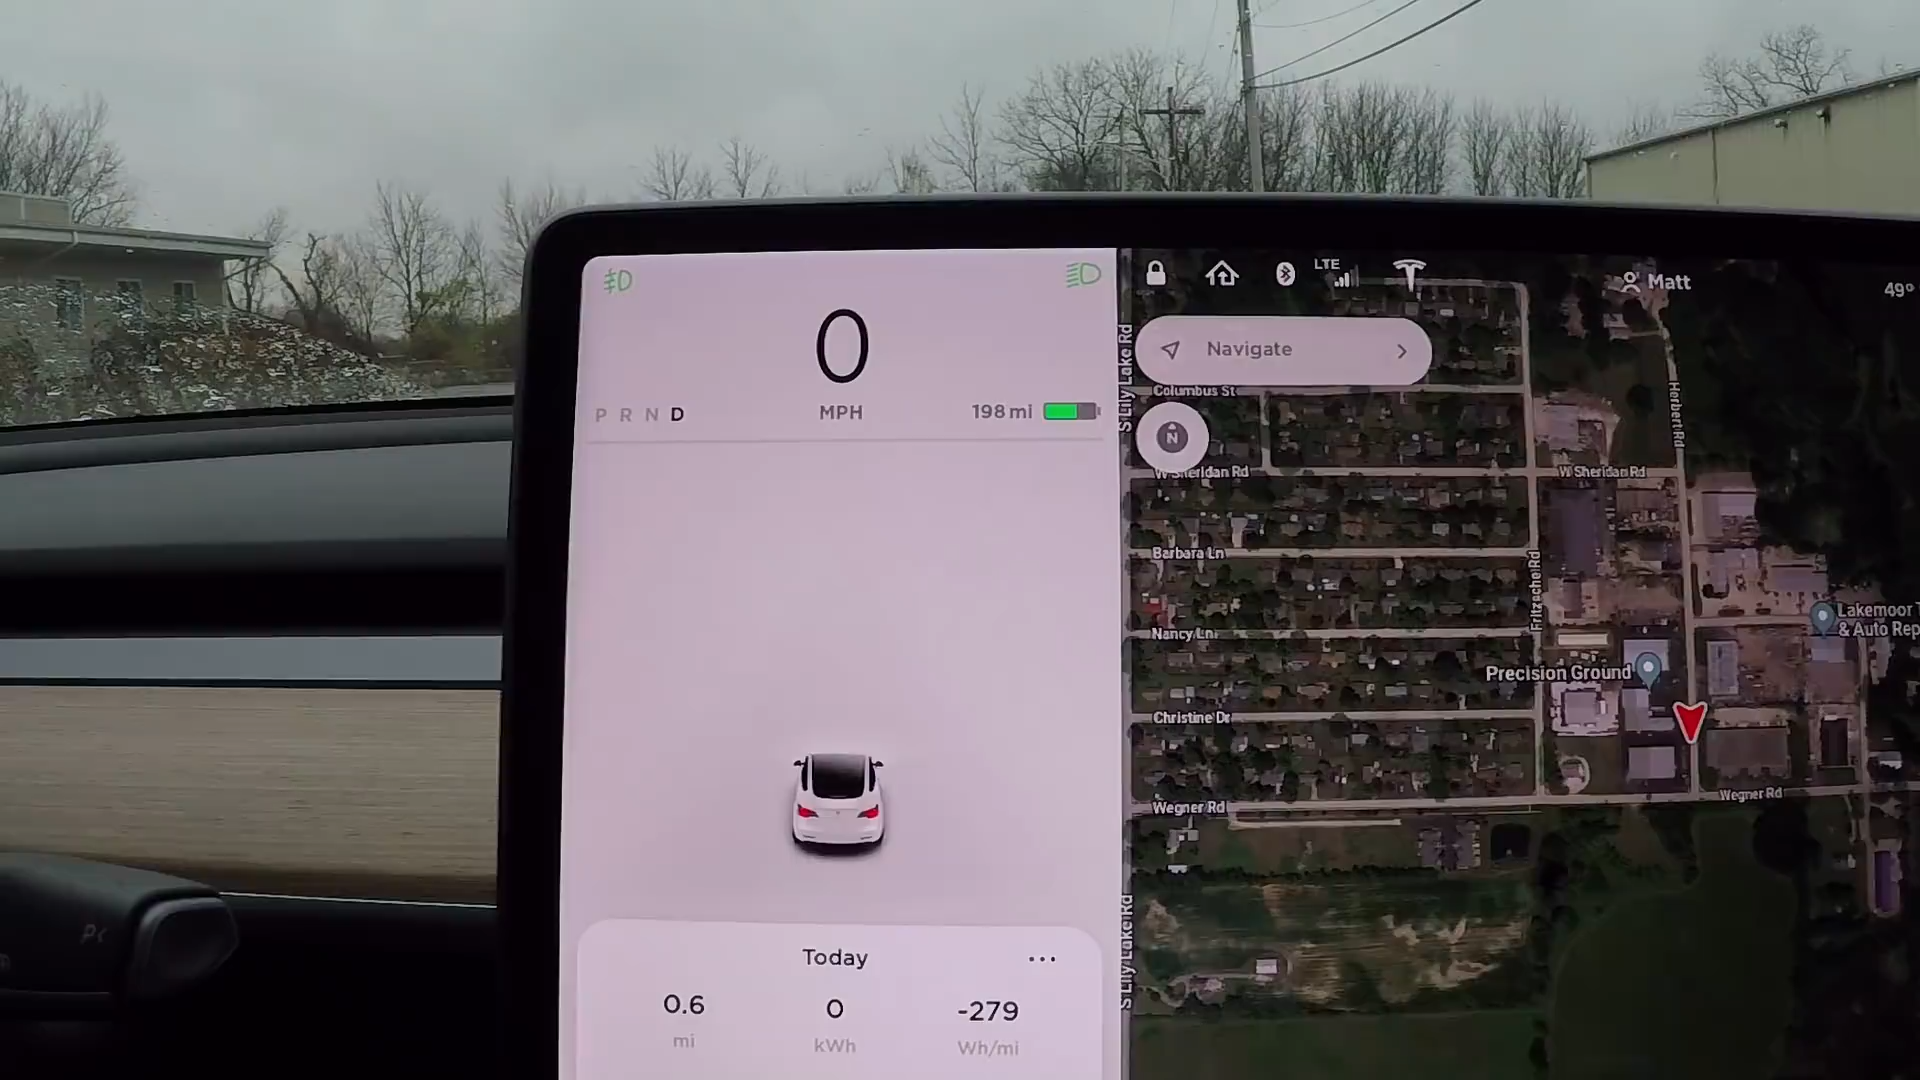 LTE
Matt
49°
0
MPH
P R N D
198 mi
Navigate
N
S Lily Lake Rd
Columbus St
W Sheridan Rd
W Sheridan Rd
Herbert Rd
Barbara Ln
Fritzsche Rd
Nancy Ln
Lakemoor T
& Auto Rep
Precision Ground
Christine Dr
Wegner Rd
Wegner Rd
S Lily Lake Rd
Today
0.6
mi
0
kWh
-279
Wh/mi
P<